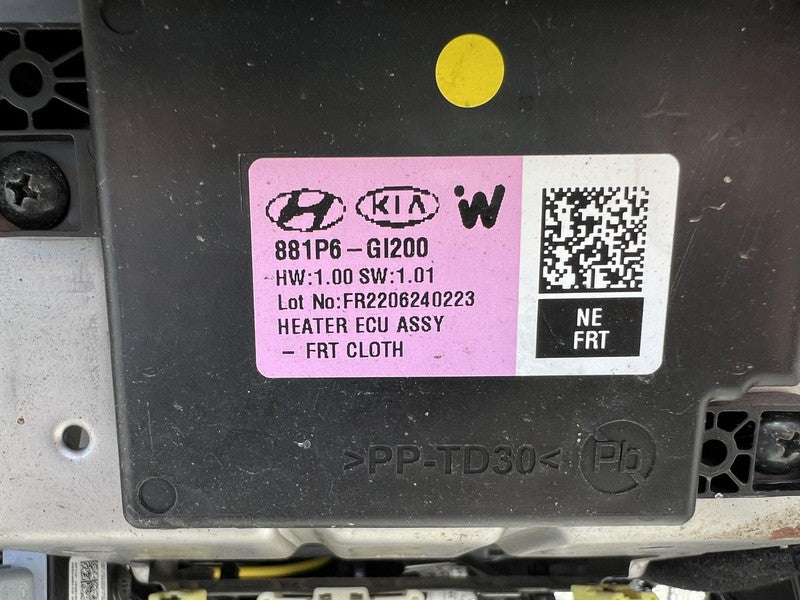 KIA W
881P6-GI200
HW:1.00 SW:1.01
Lot No:FR2206240223
HEATER ECU ASSY
- FRT CLOTH
NE
FRT
>PP-TD30< Pb